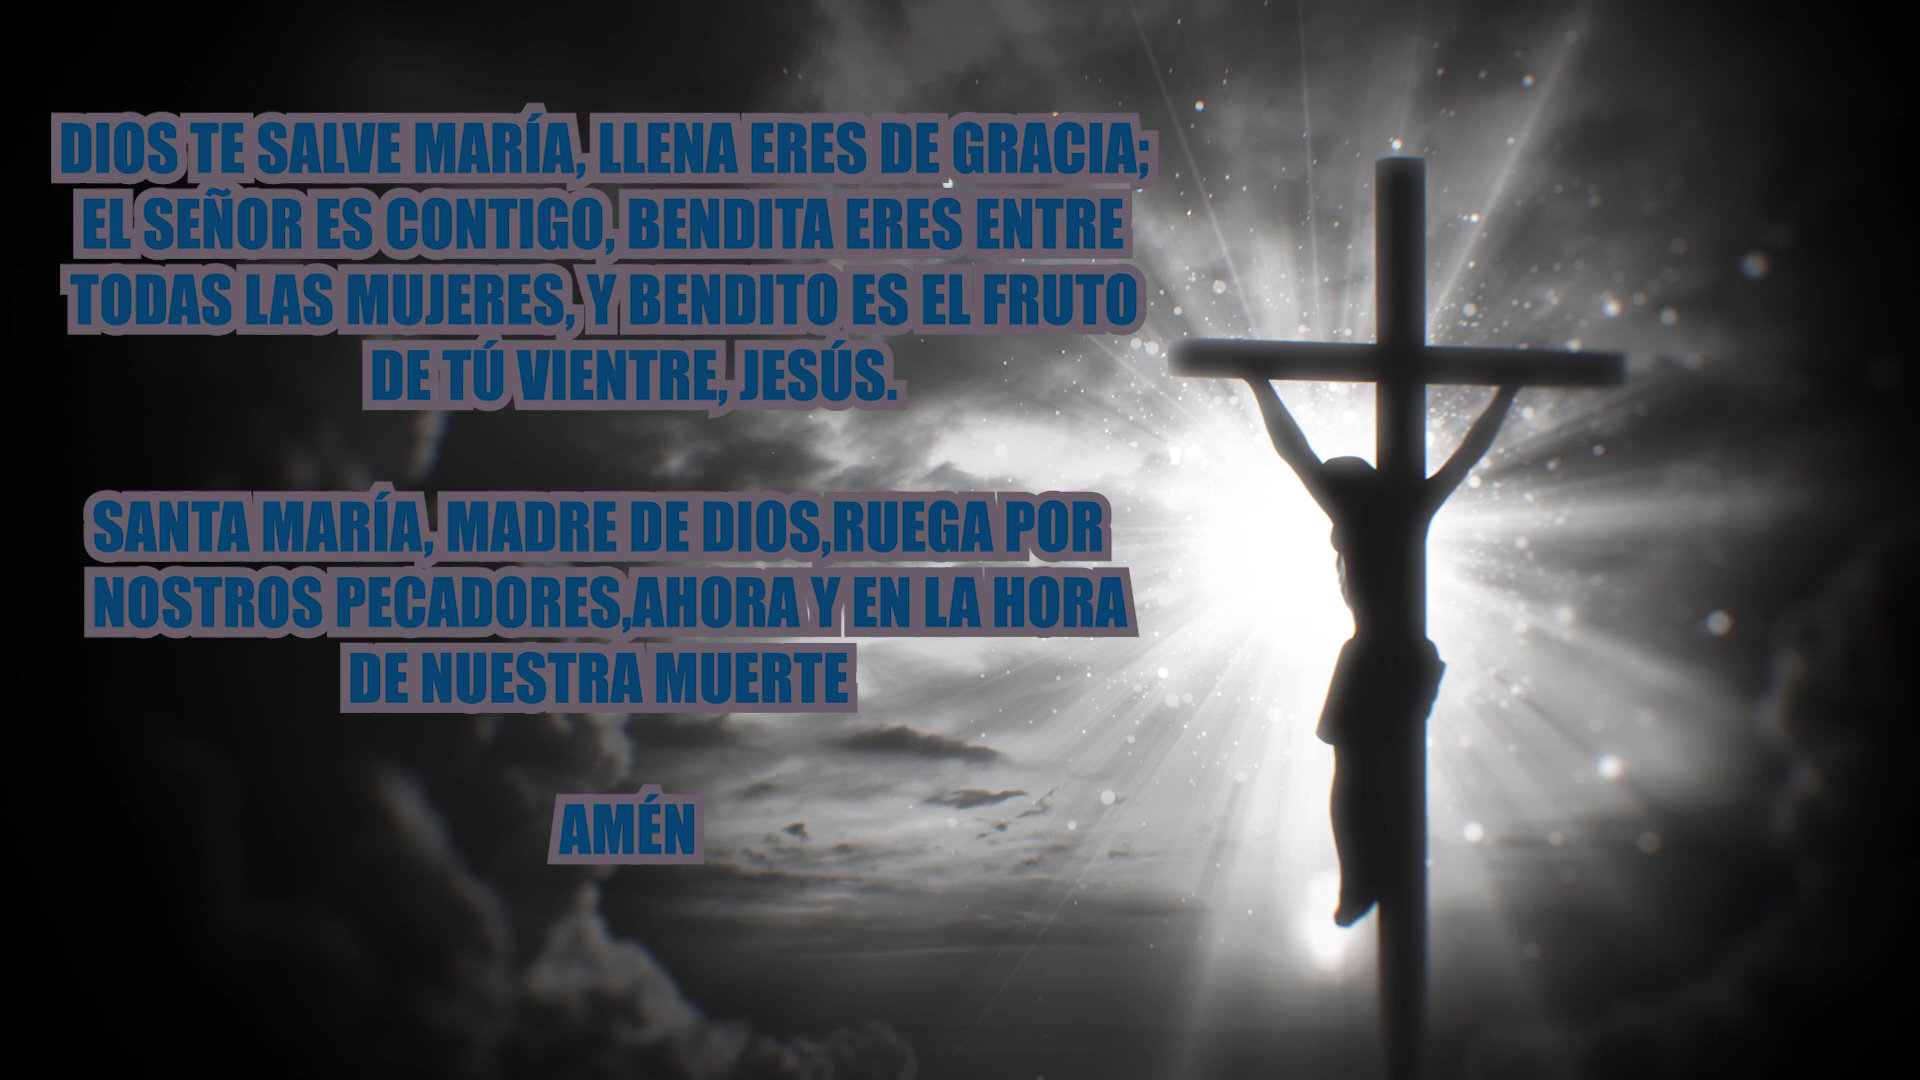 DIOS TE SALVE MARÍA, LLENA ERES DE GRACIA;
EL SEÑOR ES CONTIGO, BENDITA ERES ENTRE
TODAS LAS MUJERES, Y BENDITO ES EL FRUTO
DE TÚ VIENTRE, JESÚS.
SANTA MARÍA, MADRE DE DIOS,RUEGA POR
NOSTROS PECADORES,AHORA Y EN LA HORA
DE NUESTRA MUERTE
AMÉN